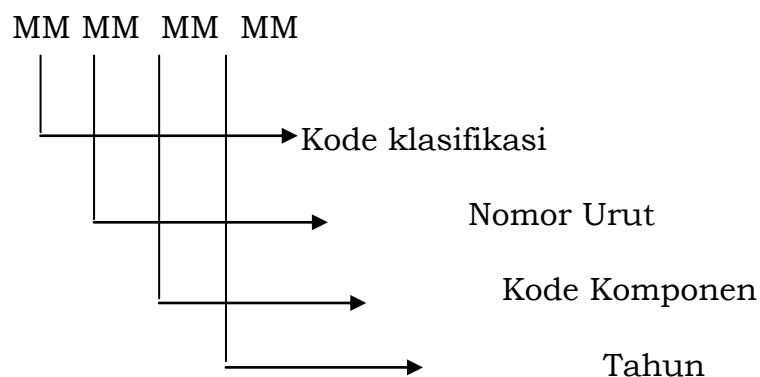 MM MM MM MM
Kode klasifikasi
Nomor Urut
Kode Komponen
Tahun